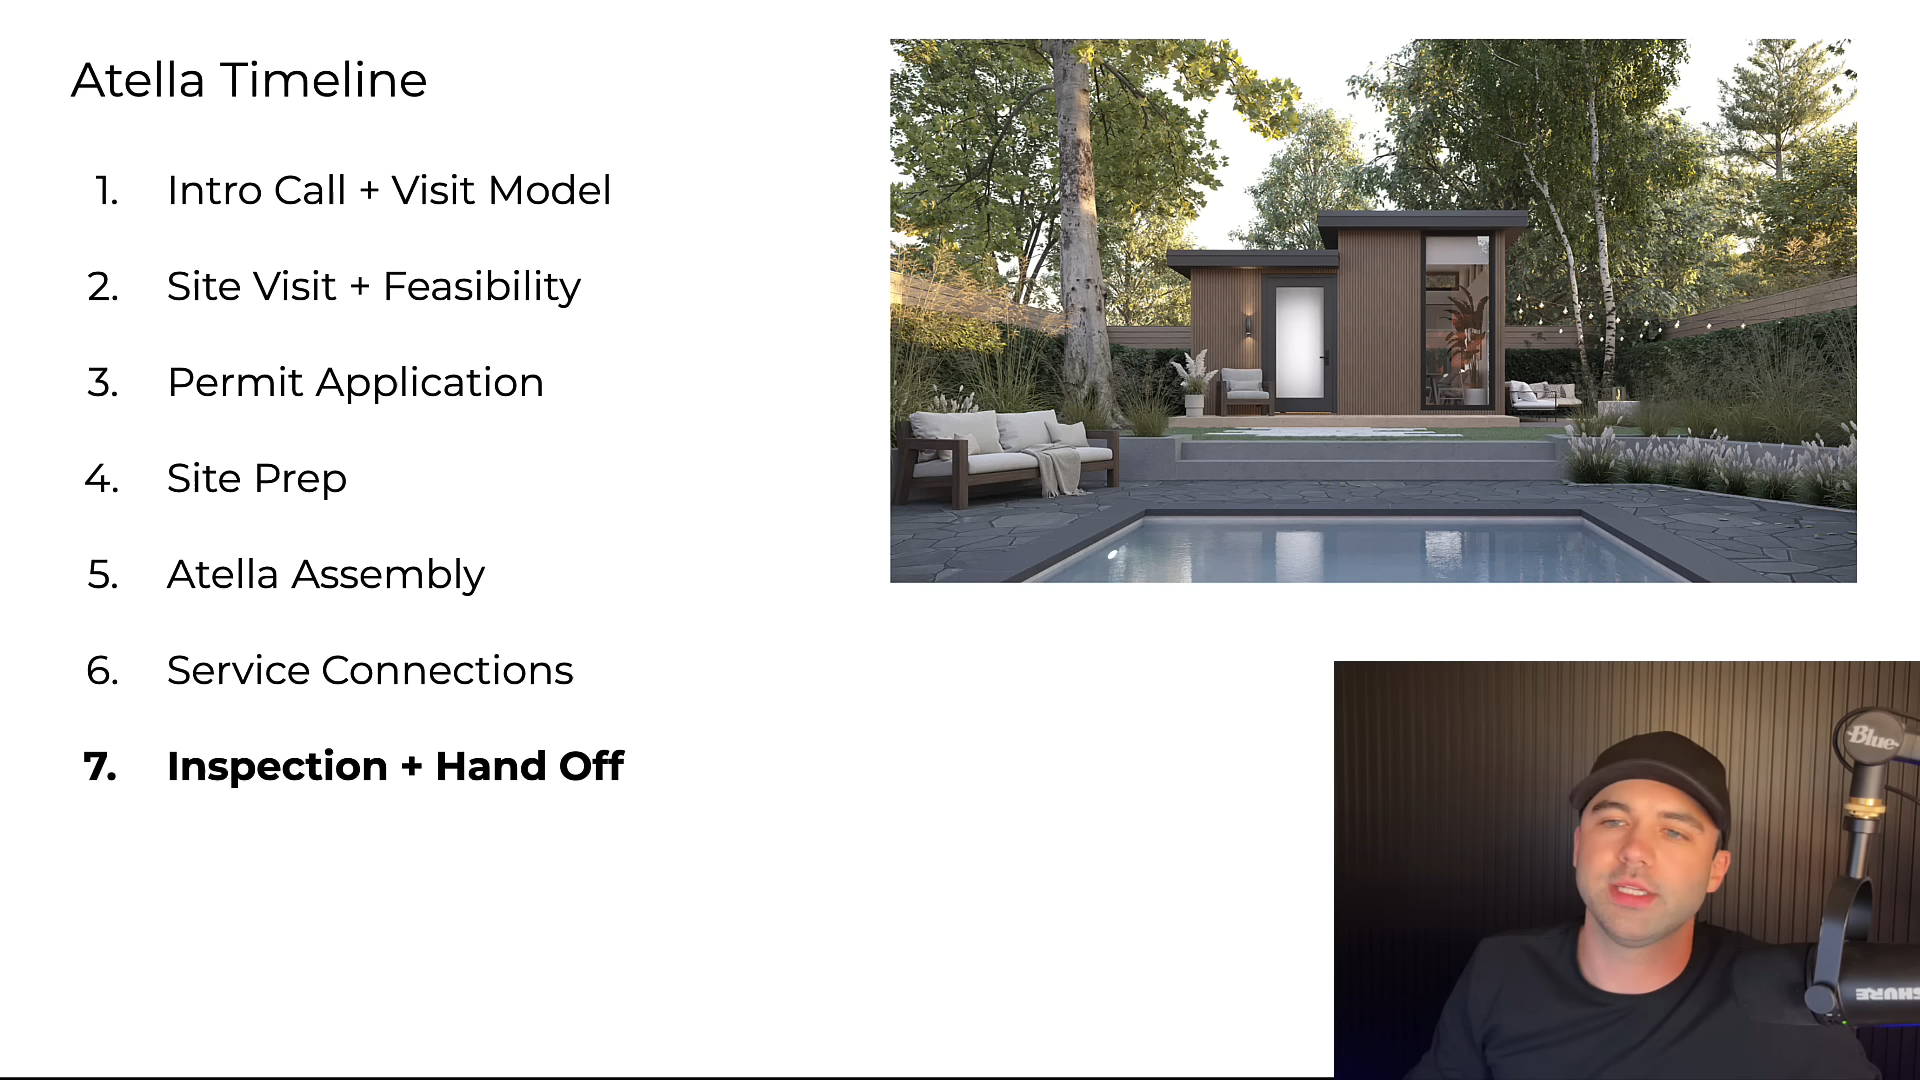 Atella Timeline
1. Intro Call + Visit Model
2. Site Visit + Feasibility
3. Permit Application
4. Site Prep
5. Atella Assembly
6. Service Connections
7. Inspection + Hand Off
Blue
SHURE